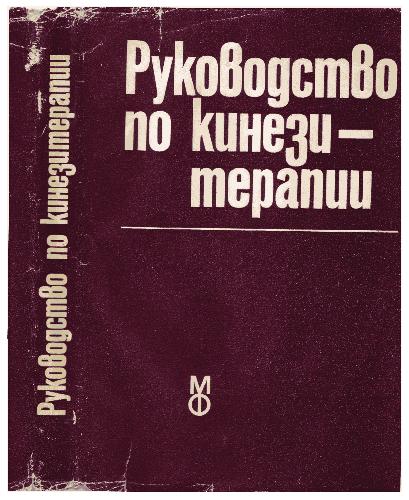 Руководство по кинезитерапии
Руководство
по кинези—
терапии
М
Ф